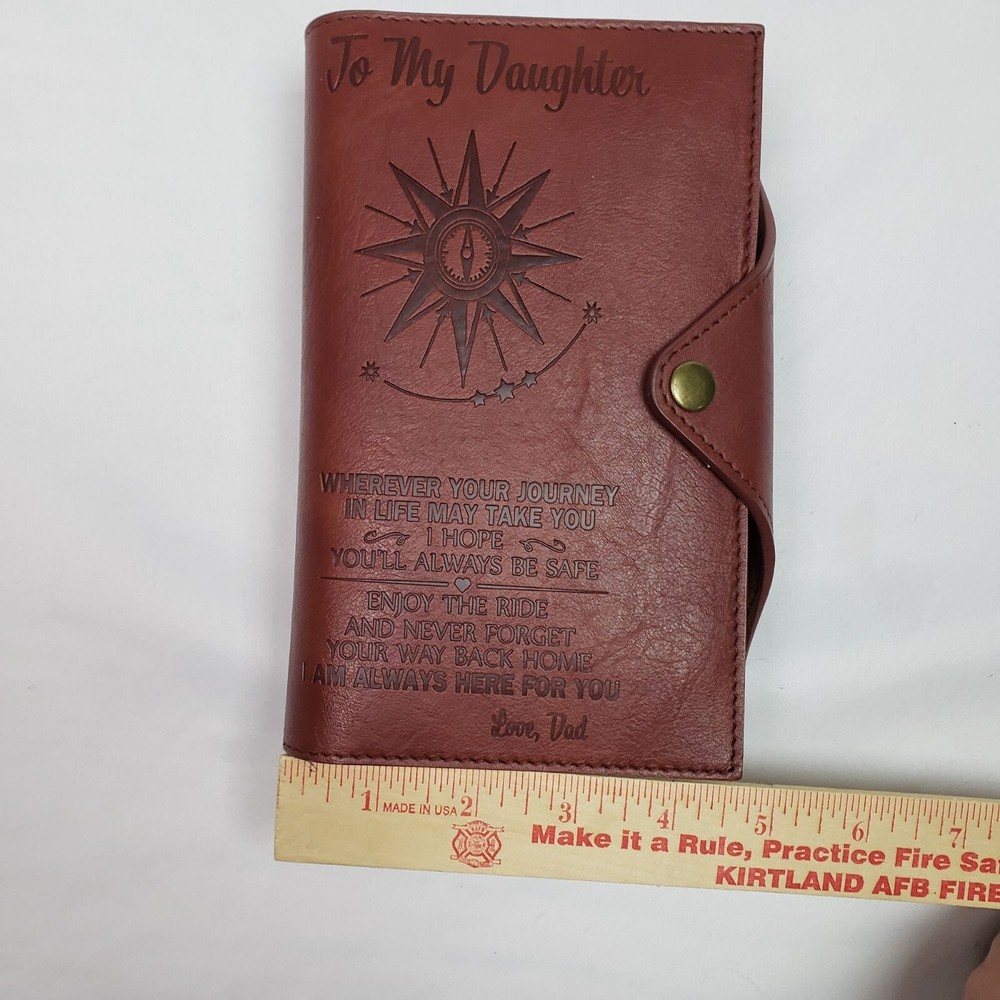 To My Daughter
WHEREVER YOUR JOURNEY
IN LIFE MAY TAKE YOU
I HOPE
YOU'LL ALWAYS BE SAFE
ENJOY THE RIDE
AND NEVER FORGET
YOUR WAY BACK HOME
I AM ALWAYS HERE FOR YOU
Love, Dad
1 MADE IN USA 2 3 4 5 6 7
Make it a Rule, Practice Fire Saf
KIRTLAND AFB FIRE